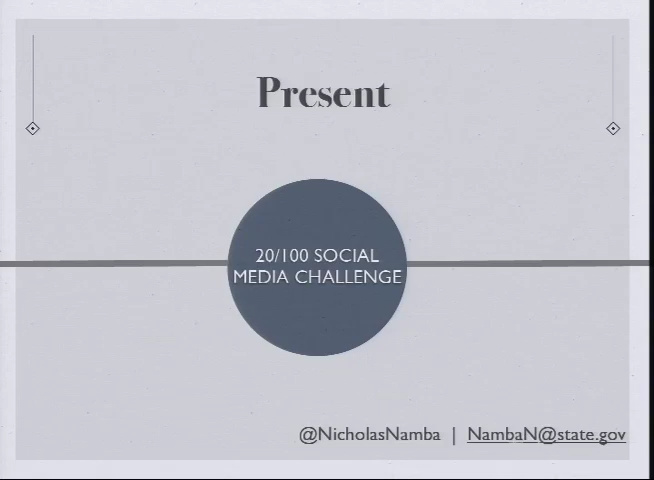 Present
20/100 SOCIAL
MEDIA CHALLENGE
@NicholasNamba | NambaN@state.gov